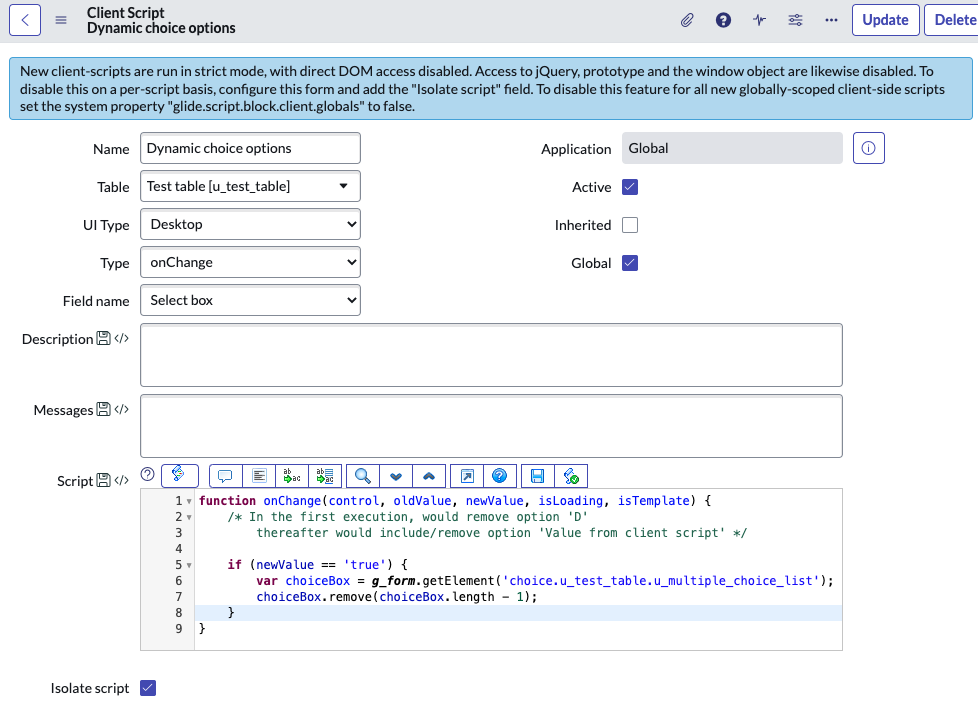 Client Script
Dynamic choice options
Update
Delete
New client-scripts are run in strict mode, with direct DOM access disabled. Access to jQuery, prototype and the window object are likewise disabled. To
disable this on a per-script basis, configure this form and add the "Isolate script" field. To disable this feature for all new globally-scoped client-side scripts
set the system property "glide.script.block.client.globals" to false.
Name Dynamic choice options
Application Global
Table Test table [u_test_table]
Active
UI Type Desktop
Inherited
Type onChange
Global
Field name Select box
Description
Messages
Script
1 function onChange(control, oldValue, newValue, isLoading, isTemplate) {
2 /* In the first execution, would remove option 'D'
3 thereafter would include/remove option 'Value from client script' */
4
5 if (newValue == 'true') {
6 var choiceBox = g_form.getElement('choice.u_test_table.u_multiple_choice_list');
7 choiceBox.remove(choiceBox.length - 1);
8 }
9 }
Isolate script